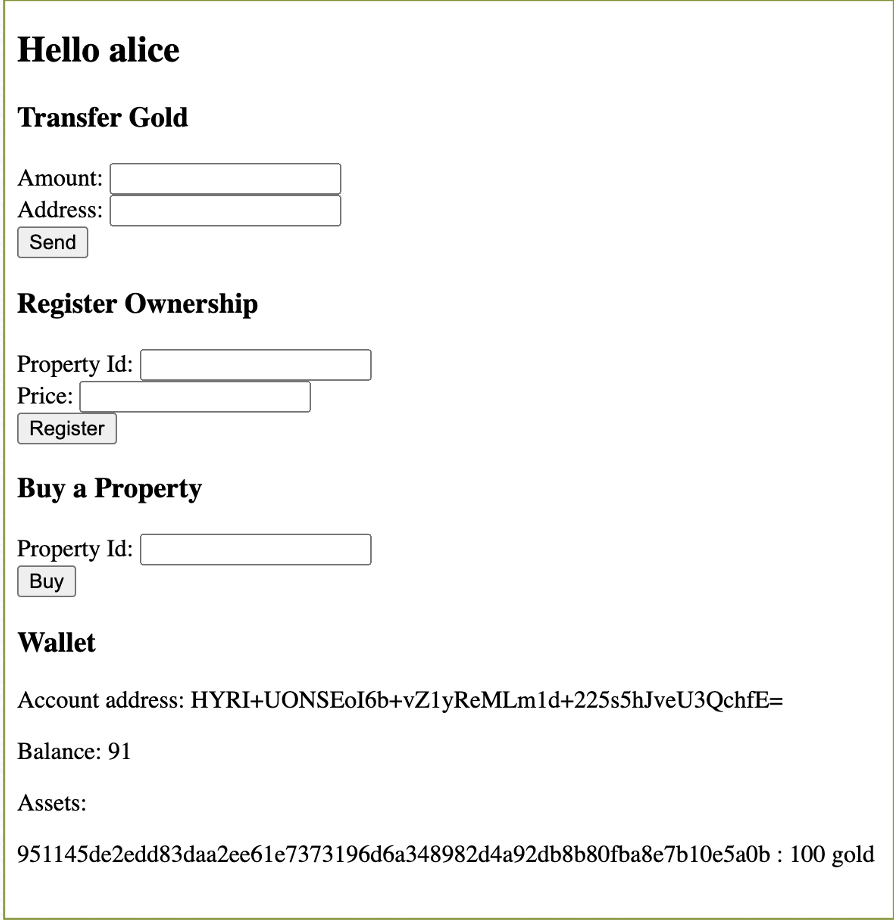 Hello alice
Transfer Gold
Amount:
Address:
Send
Register Ownership
Property Id:
Price:
Register
Buy a Property
Property Id:
Buy
Wallet
Account address: HYRI+UONSEoI6b+vZ1yReMLm1d+225s5hJveU3QchfE=
Balance: 91
Assets:
951145de2edd83daa2ee61e7373196d6a348982d4a92db8b80fba8e7b10e5a0b : 100 gold